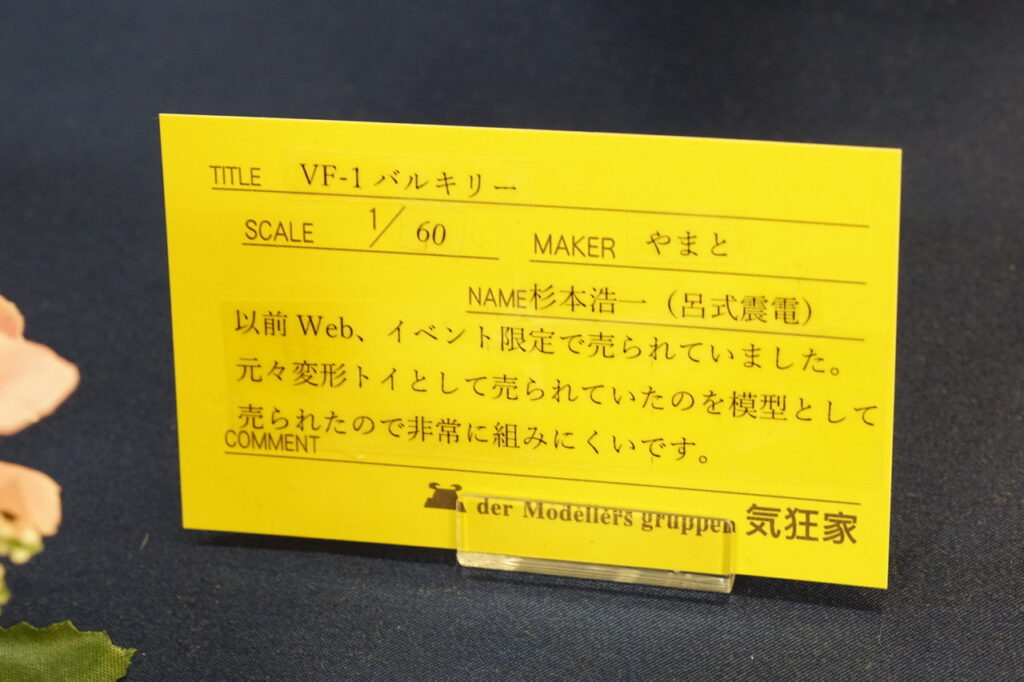 TITLE VF-1 バルキリー
SCALE 1/60 MAKER やまと
NAME 杉本浩一 （呂式震電）
以前 Web、イベント限定で売られていました。
元々変形トイとして売られていたのを模型として
売られたので非常に組みにくいです。
COMMENT
der Modellers gruppen 気狂家